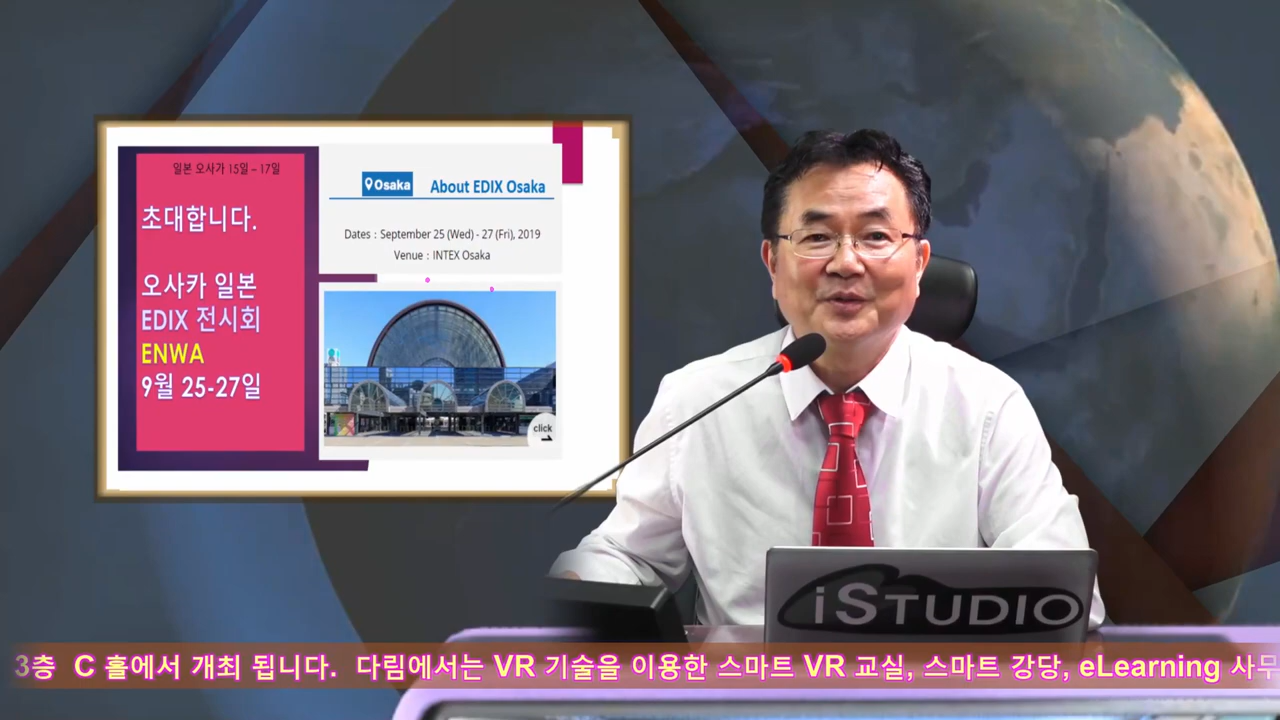 일본 오사가 15일 – 17일
초대합니다.
오사카 일본
EDIX 전시회
ENWA
9월 25-27일
Osaka
About EDIX Osaka
Dates : September 25 (Wed) - 27 (Fri), 2019
Venue : INTEX Osaka
click
iSTUDIO
3층 C 홀에서 개최 됩니다. 다림에서는 VR 기술을 이용한 스마트 VR 교실, 스마트 강당, eLearning 사무